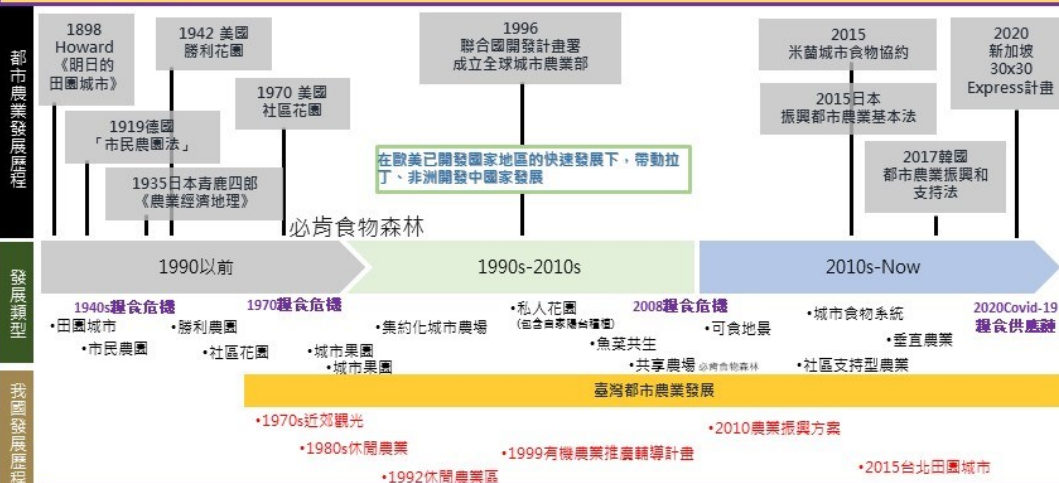 都市農業發展歷程
1898
Howard
《明日的
田園城市》
1919德國
「市民農園法」
1935日本青鹿四郎
《農業經濟地理》
1942 美國
勝利花園
1970 美國
社區花園
必肯食物森林
1996
聯合國開發計畫署
成立全球城市農業部
在歐美已開發國家地區的快速發展下，帶動拉
丁、非洲開發中國家發展
2015
米蘭城市食物協約
2015日本
振興都市農業基本法
2017韓國
都市農業振興和
支持法
2020
新加坡
30x30
Express計畫
發展類型
1990以前
1990s-2010s
2010s-Now
1940s糧食危機
1970糧食危機
2008糧食危機
2020Covid-19
糧食供應鏈
•田園城市
•市民農園
•勝利農園
•社區花園
•城市果園
•城市果園
•集約化城市農場
•私人花園
(包含自家陽台種植)
•魚菜共生
•共享農場 必肯食物森林
•可食地景
•城市食物系統
•垂直農業
•社區支持型農業
我國發展歷程
臺灣都市農業發展
•1970s近郊觀光
•1980s休閒農業
•1992休閒農業區
•1999有機農業推廣輔導計畫
•2010農業振興方案
•2015台北田園城市